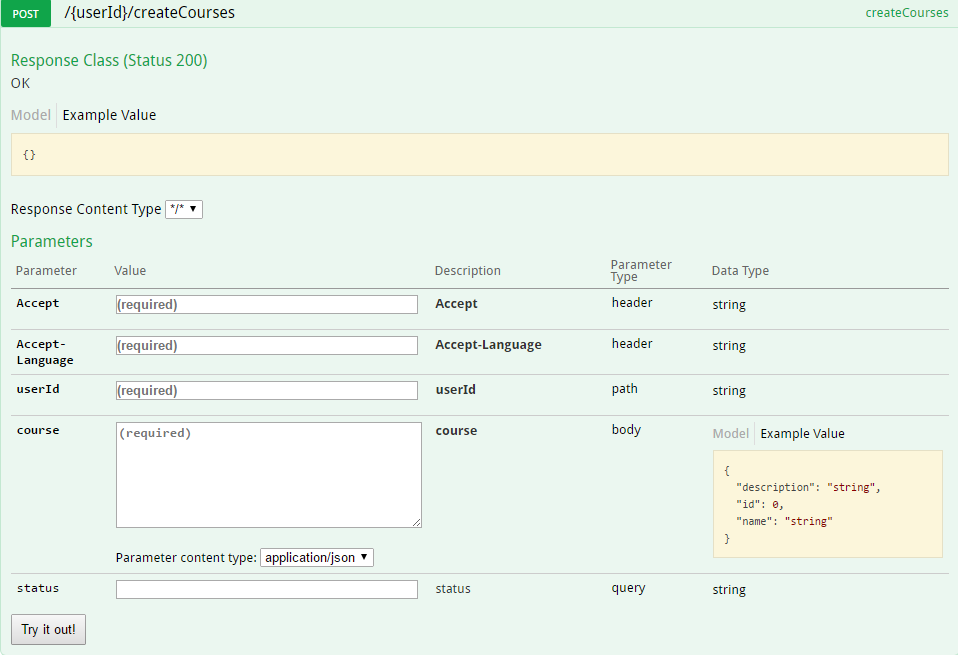 POST /{userId}/createCourses createCourses
Response Class (Status 200)
OK
Model Example Value
{}
Response Content Type */* ▼
Parameters
Parameter Value Description Parameter Type Data Type
Accept (required) Accept header string
Accept-Language (required) Accept-Language header string
userId (required) userId path string
course (required) course body Model Example Value
{
"description": "string",
"id": 0,
"name": "string"
}
Parameter content type: application/json ▼
status status query string
Try it out!